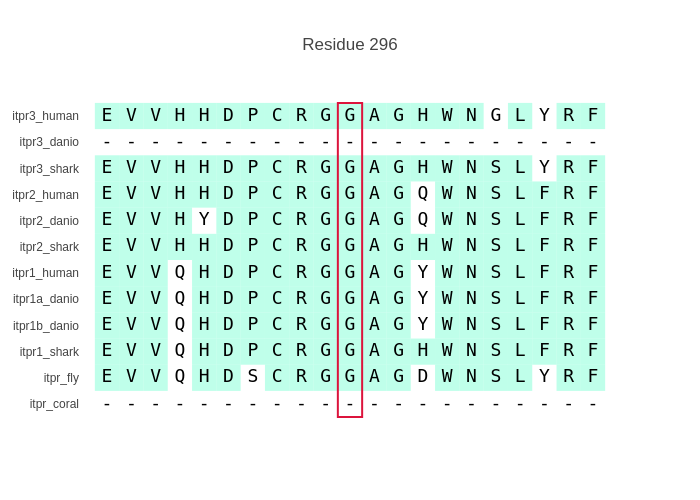 Residue 296
itpr3_human E V V H H D P C R G G A G H W N G L Y R F
itpr3_danio - - - - - - - - - - - - - - - - - - - - -
itpr3_shark E V V H H D P C R G G A G H W N S L Y R F
itpr2_human E V V H H D P C R G G A G Q W N S L F R F
itpr2_danio E V V H Y D P C R G G A G Q W N S L F R F
itpr2_shark E V V H H D P C R G G A G H W N S L F R F
itpr1_human E V V Q H D P C R G G A G Y W N S L F R F
itpr1a_danio E V V Q H D P C R G G A G Y W N S L F R F
itpr1b_danio E V V Q H D P C R G G A G Y W N S L F R F
itpr1_shark E V V Q H D P C R G G A G H W N S L F R F
itpr_fly E V V Q H D S C R G G A G D W N S L Y R F
itpr_coral - - - - - - - - - - - - - - - - - - - - -